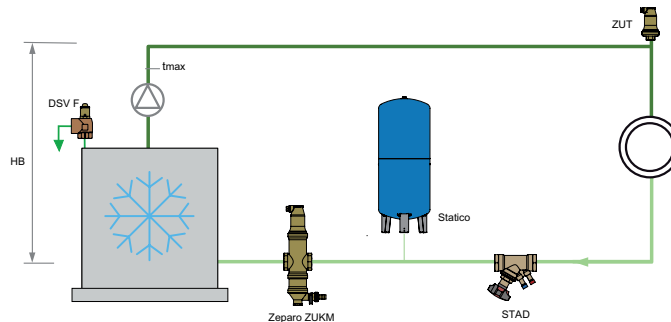 ZUT
tmax
DSV F
HB
Statico
Zeparo ZUKM
STAD